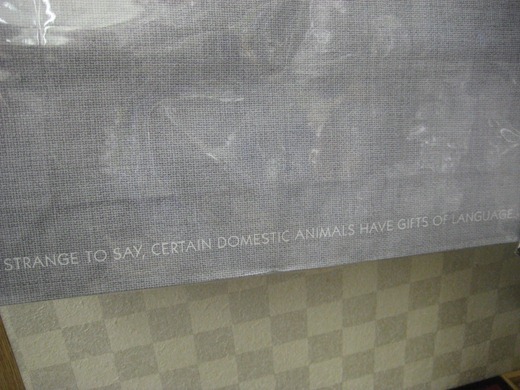 STRANGE TO SAY, CERTAIN DOMESTIC ANIMALS HAVE GIFTS OF LANGUAGE.